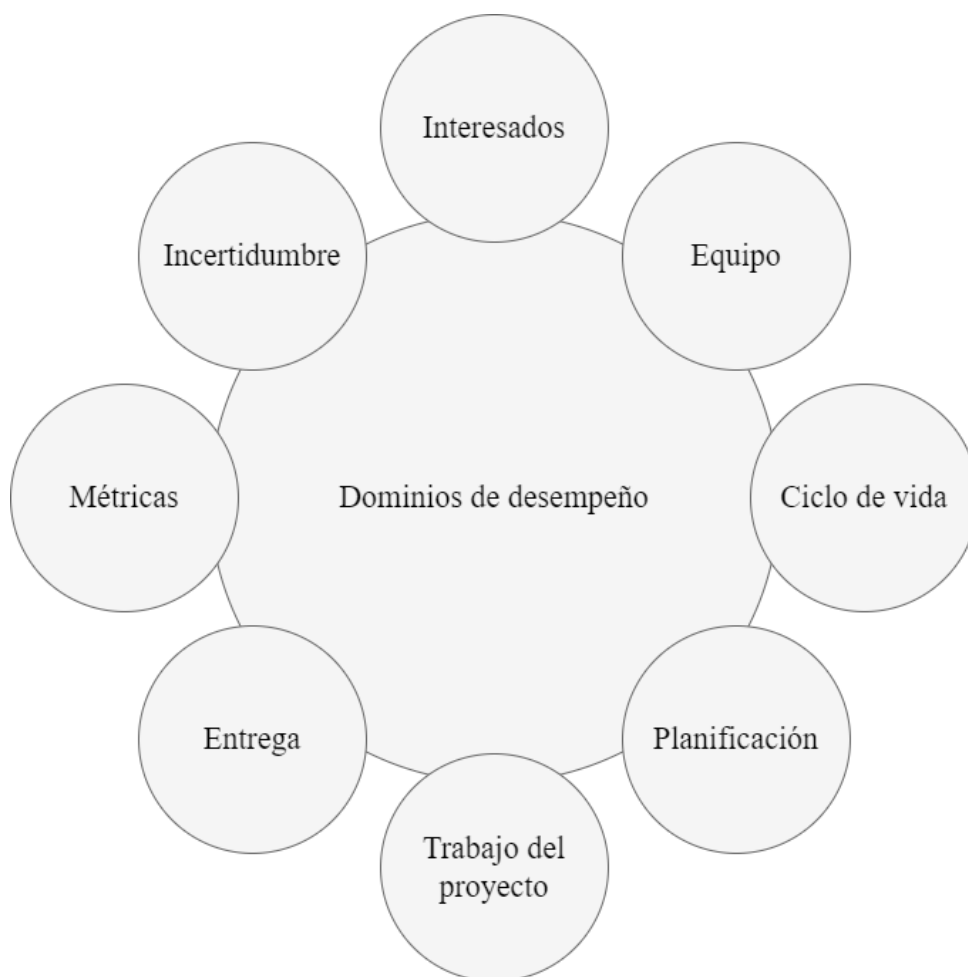 Interesados
Incertidumbre
Equipo
Métricas
Dominios de desempeño
Ciclo de vida
Entrega
Planificación
Trabajo del
proyecto